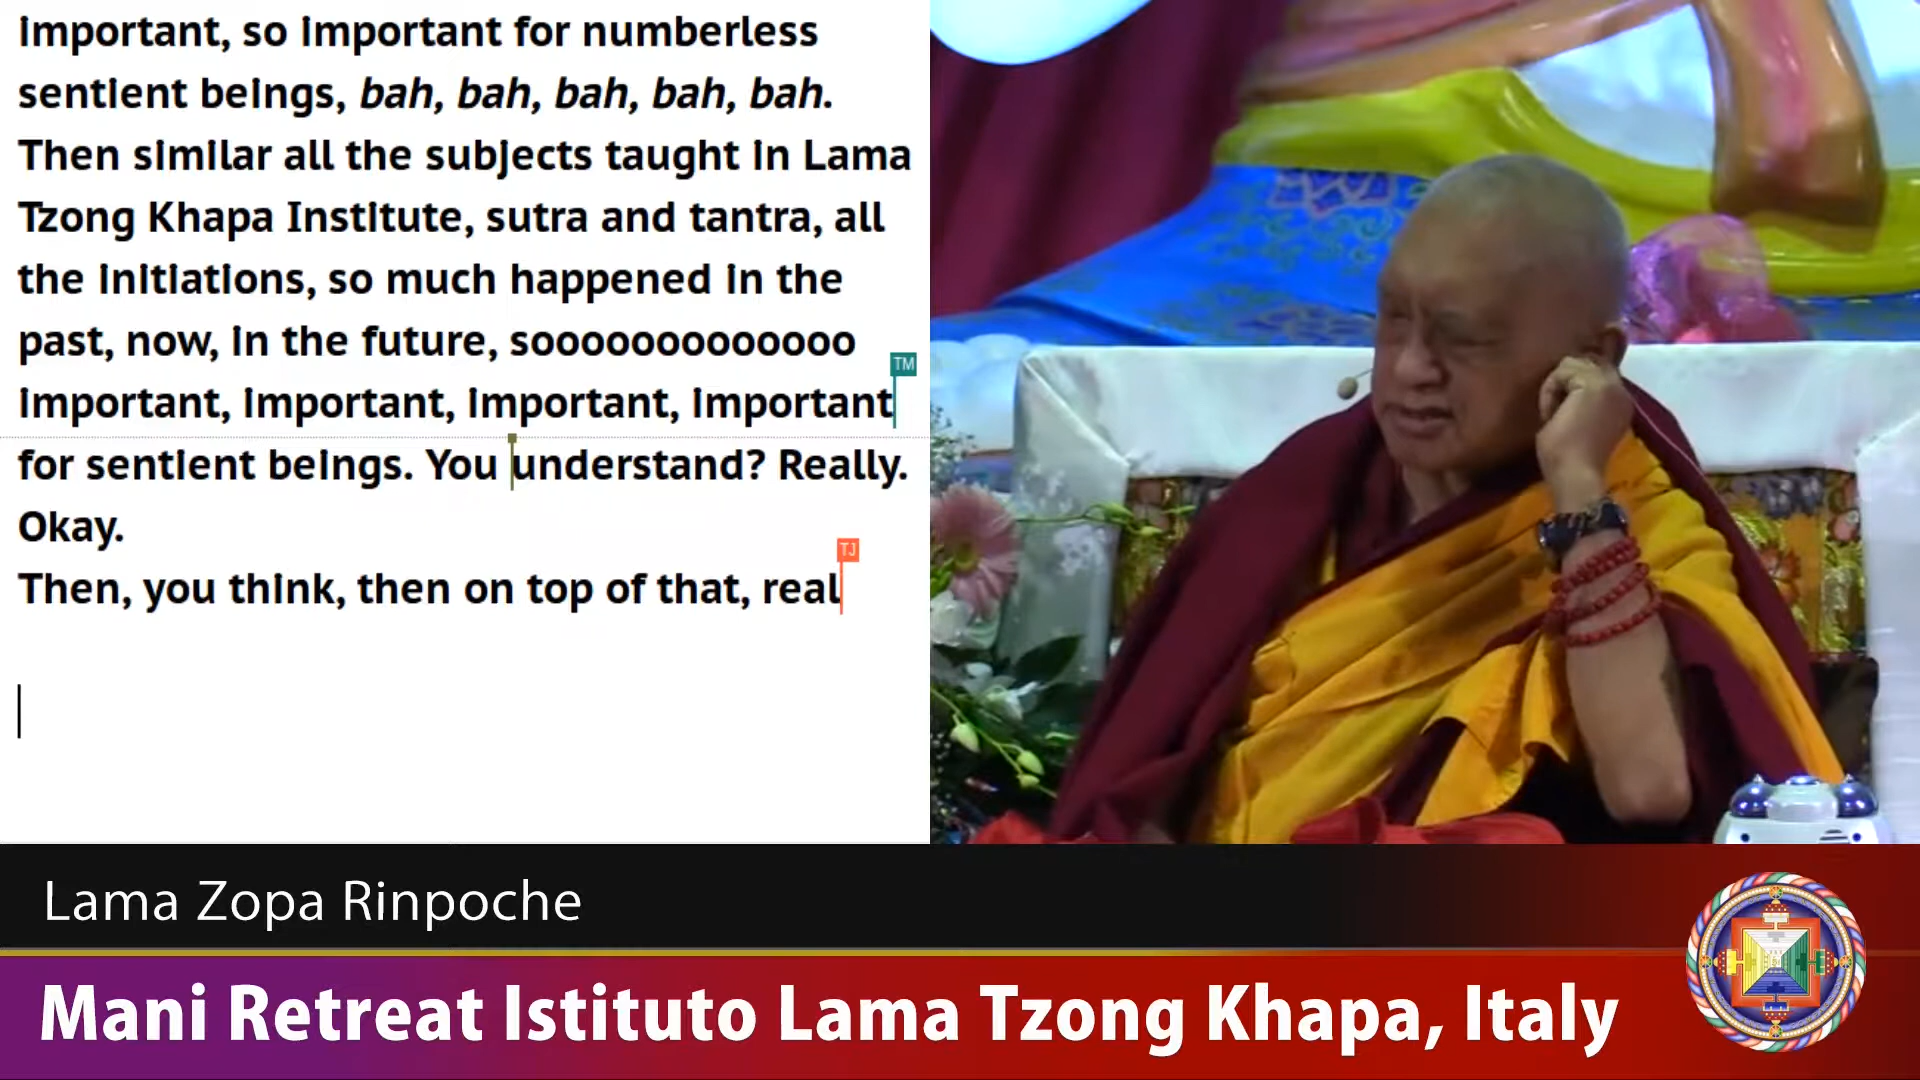 important, so important for numberless
sentient beings, bah, bah, bah, bah, bah.
Then similar all the subjects taught in Lama
Tzong Khapa Institute, sutra and tantra, all
the initiations, so much happened in the
past, now, in the future, sooooooooooooo
TM
important, important, important, important
for sentient beings. You understand? Really.
Okay.
TJ
Then, you think, then on top of that, real
Lama Zopa Rinpoche
Mani Retreat Istituto Lama Tzong Khapa, Italy